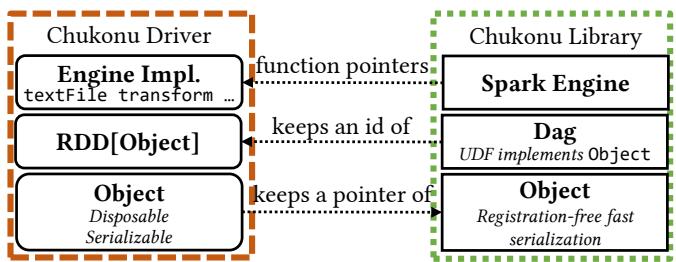 Chukonu Driver
Engine Impl.
textFile transform …
RDD[Object]
Object
Disposable
Serializable
function pointers
keeps an id of
keeps a pointer of
Chukonu Library
Spark Engine
Dag
UDF implements Object
Object
Registration-free fast
serialization